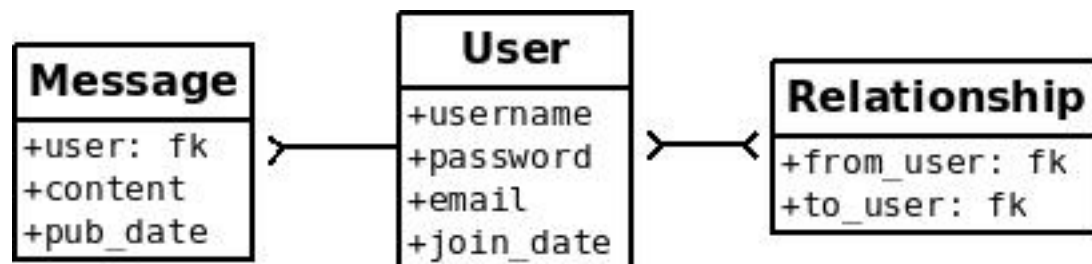 Message
+user: fk
+content
+pub_date
User
+username
+password
+email
+join_date
Relationship
+from_user: fk
+to_user: fk